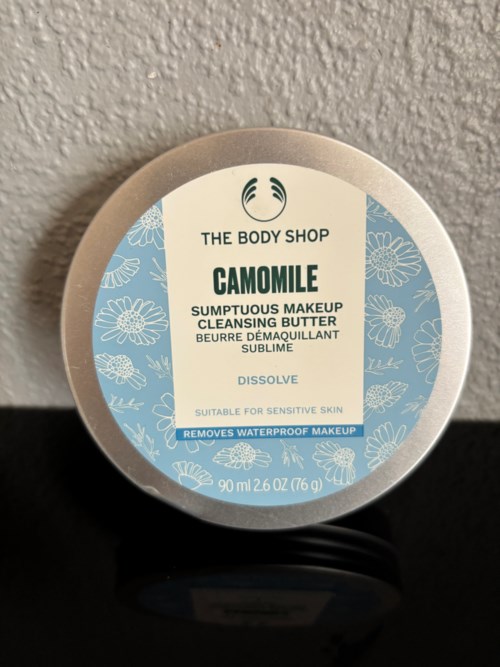 THE BODY SHOP
CAMOMILE
SUMPTUOUS MAKEUP
CLEANSING BUTTER
BEURRE DÉMAQUILLANT
SUBLIME
DISSOLVE
SUITABLE FOR SENSITIVE SKIN
REMOVES WATERPROOF MAKEUP
90 ml 2.6 OZ (76 g)